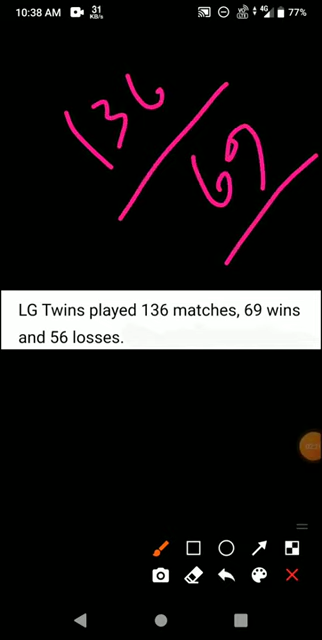 10:38 AM 31 KB/s 4G 77%
136/69/
LG Twins played 136 matches, 69 wins
and 56 losses.